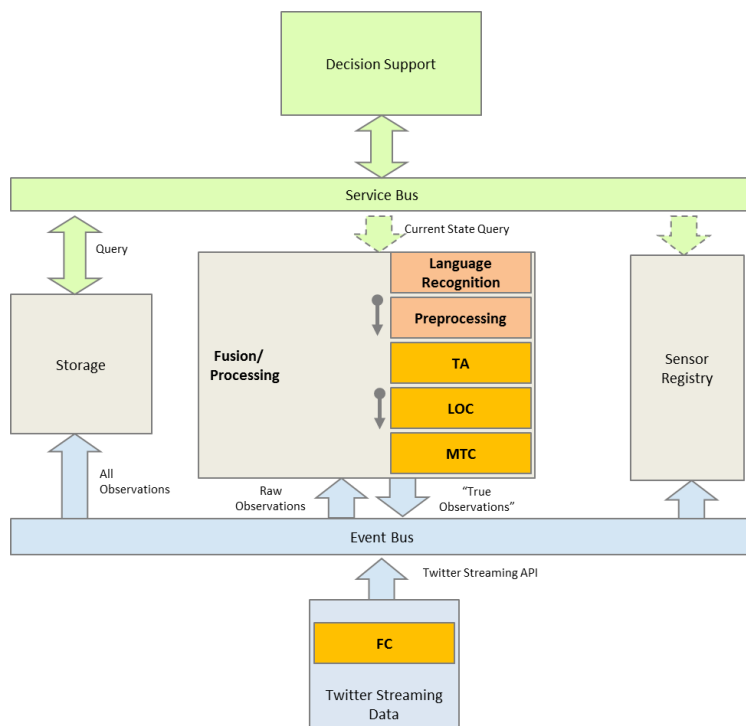 Decision Support
Service Bus
Query
Current State Query
Language
Recognition
Preprocessing
Fusion/
Processing
TA
LOC
MTC
Storage
Sensor
Registry
All
Observations
Raw
Observations
“True
Observations”
Event Bus
Twitter Streaming API
FC
Twitter Streaming
Data